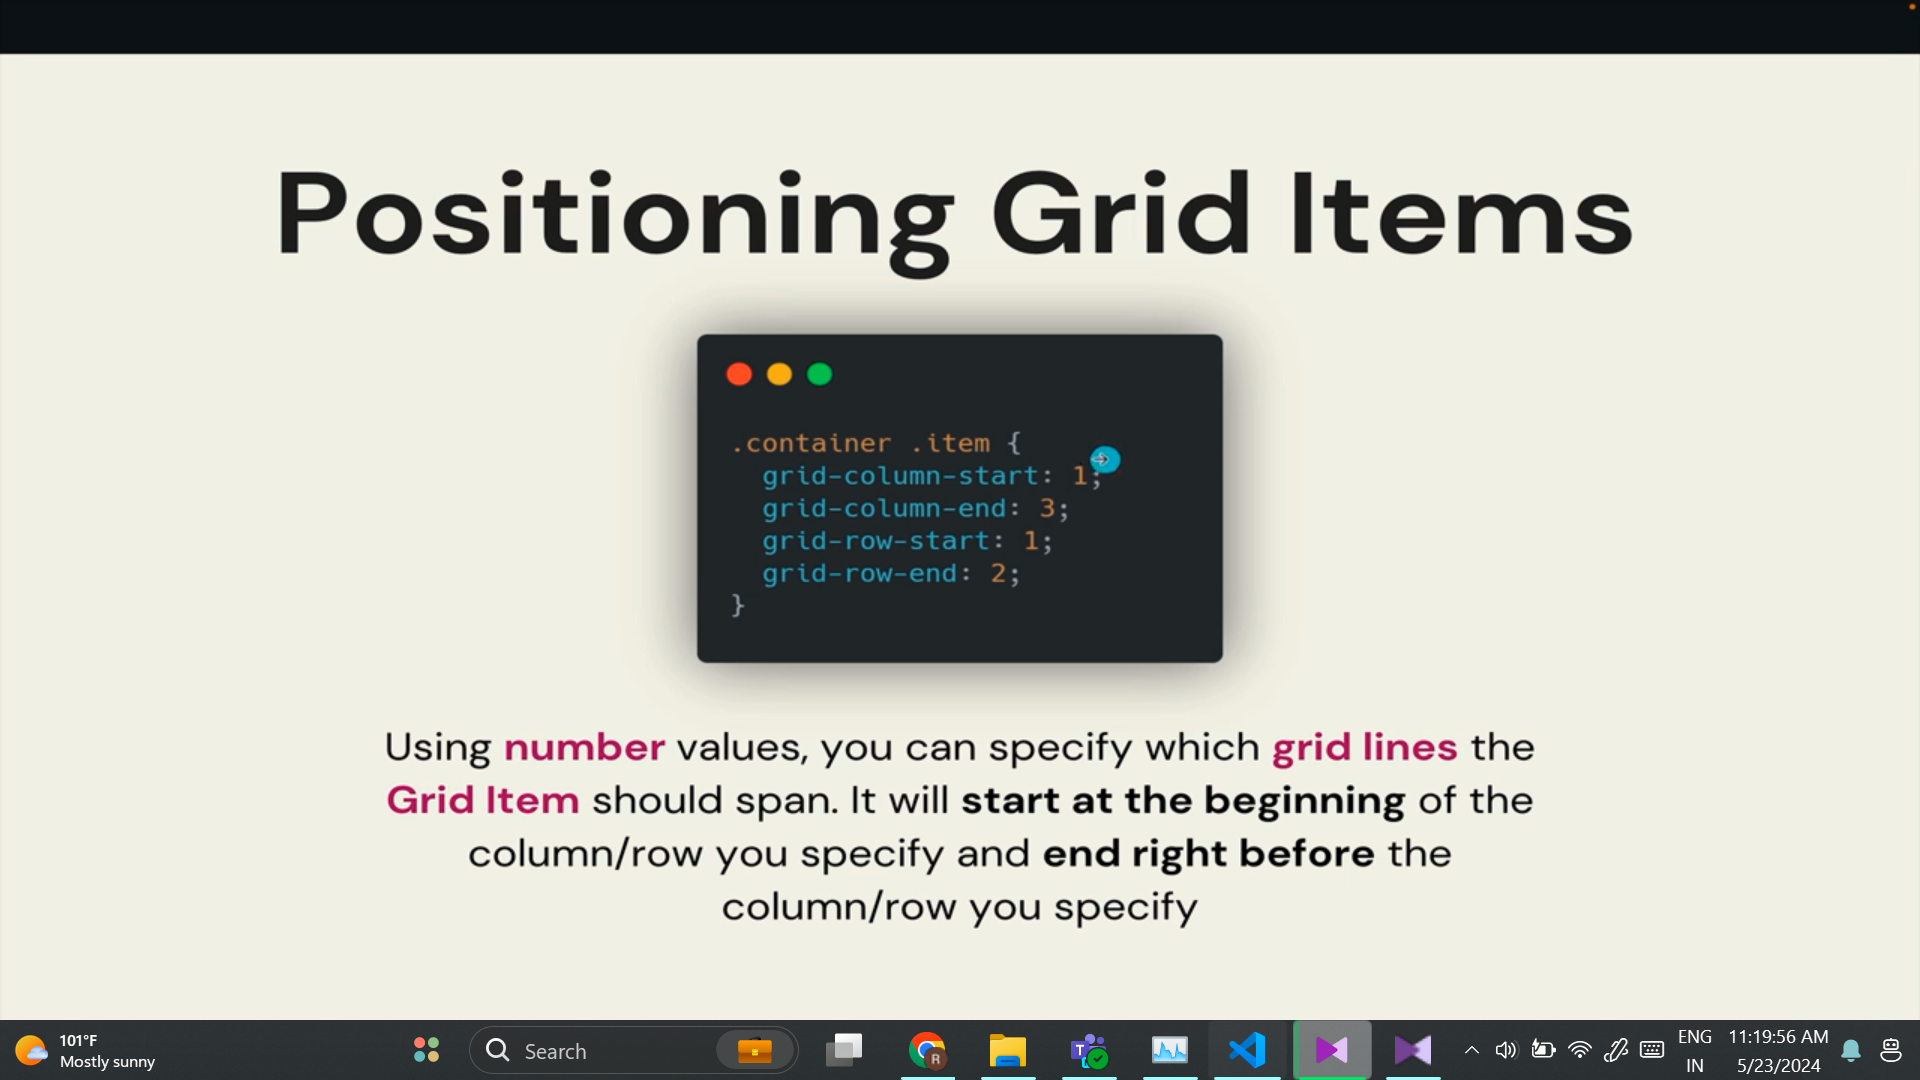 Positioning Grid Items
.container .item {
grid-column-start: 1;
grid-column-end: 3;
grid-row-start: 1;
grid-row-end: 2;
}
Using number values, you can specify which grid lines the
Grid Item should span. It will start at the beginning of the
column/row you specify and end right before the
column/row you specify
101°F
Mostly sunny
Search
R
T
ENG
IN
11:19:56 AM
5/23/2024